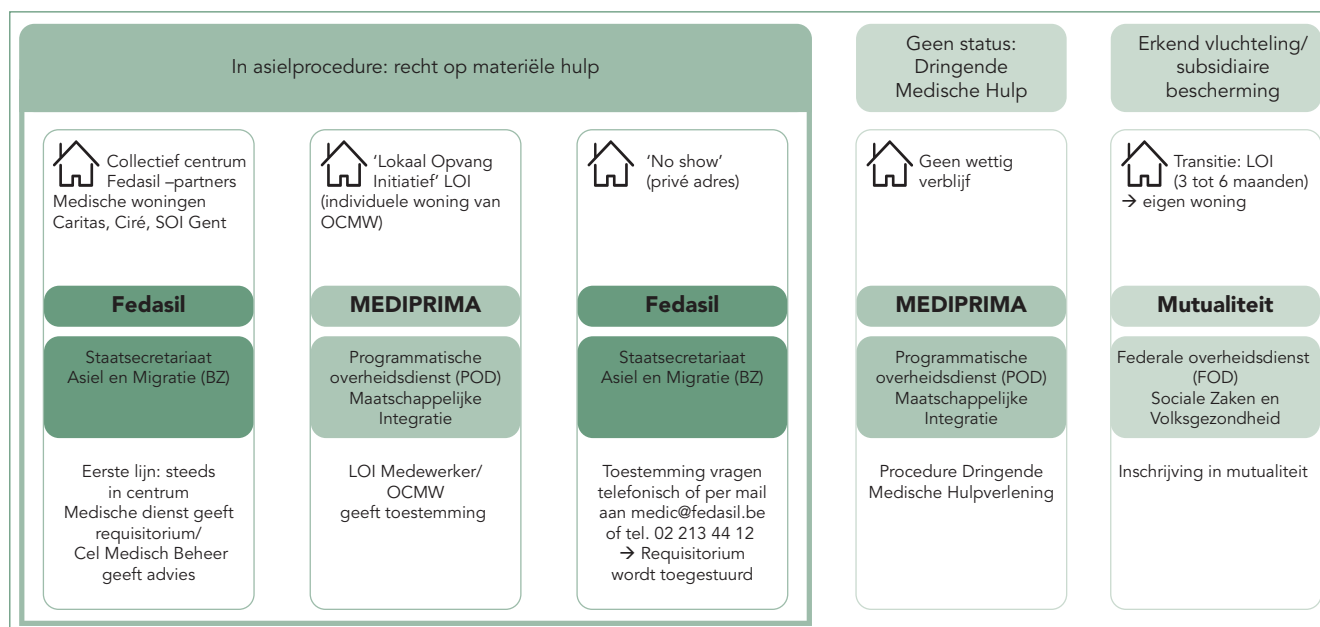 In asielprocedure: recht op materiële hulp
Geen status:
Dringende
Medische Hulp
Erkend vluchteling/
subsidiaire
bescherming
Collectief centrum
Fedasil –partners
Medische woningen
Caritas, Ciré, SOI Gent
Fedasil
Staatsecretariaat
Asiel en Migratie (BZ)
Eerste lijn: steeds
in centrum
Medische dienst geeft
requisitorium/
Cel Medisch Beheer
geeft advies
‘Lokaal Opvang
Initiatief’ LOI
(individuele woning van
OCMW)
MEDIPRIMA
Programmatische
overheidsdienst (POD)
Maatschappelijke
Integratie
LOI Medewerker/
OCMW
geeft toestemming
‘No show’
(privé adres)
Fedasil
Staatsecretariaat
Asiel en Migratie (BZ)
Toestemming vragen
telefonisch of per mail
aan medic@fedasil.be
of tel. 02 213 44 12
→ Requisitorium
wordt toegestuurd
Geen wettig
verblijf
MEDIPRIMA
Programmatische
overheidsdienst (POD)
Maatschappelijke
Integratie
Procedure Dringende
Medische Hulpverlening
Transitie: LOI
(3 tot 6 maanden)
→ eigen woning
Mutualiteit
Federale overheidsdienst
(FOD)
Sociale Zaken en
Volksgezondheid
Inschrijving in mutualiteit